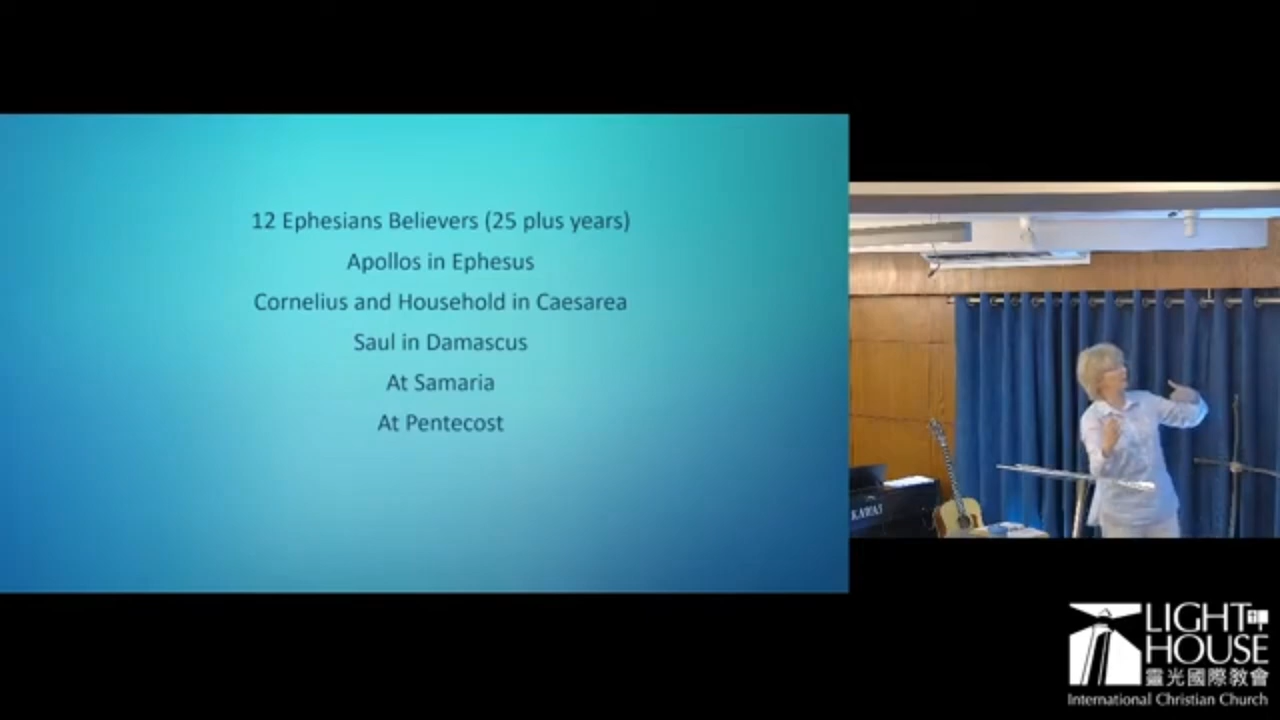 12 Ephesians Believers (25 plus years)
Apollos in Ephesus
Cornelius and Household in Caesarea
Saul in Damascus
At Samaria
At Pentecost
KAWAI
LIGHT
HOUSE
靈光國際教會
International Christian Church